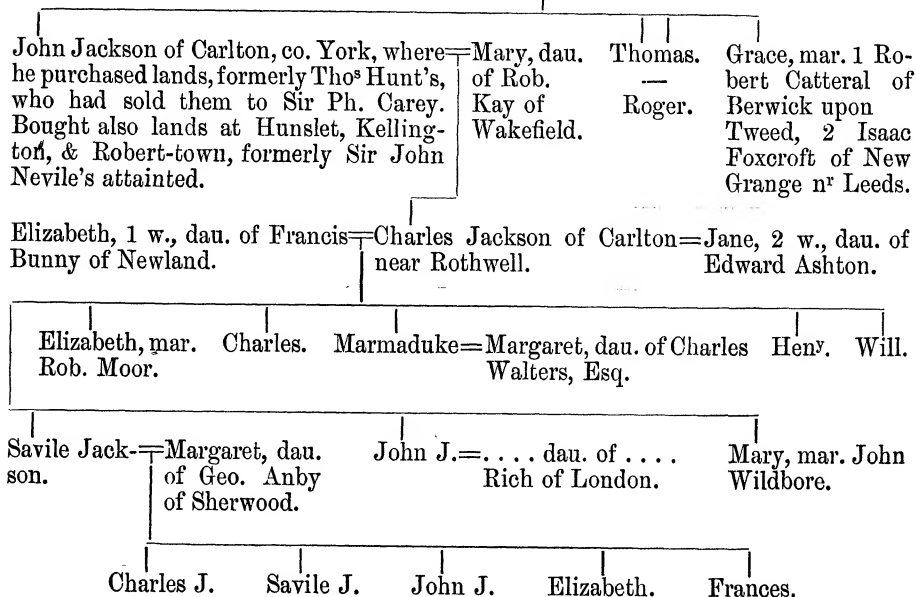 John Jackson of Carlton, co. York, where=Mary, dau.
he purchased lands, formerly Thoˢ Hunt's,
who had sold them to Sir Ph. Carey.
Bought also lands at Hunslet, Kelling-
ton, & Robert-town, formerly Sir John
Nevile's attainted.
of Rob.
Kay of
Wakefield.
Thomas.
—
Roger.
Grace, mar. 1 Ro-
bert Catteral of
Berwick upon
Tweed, 2 Isaac
Foxcroft of New
Grange nʳ Leeds.
Elizabeth, 1 w., dau. of Francis=Charles Jackson of Carlton=Jane, 2 w., dau. of
Bunny of Newland.
near Rothwell.
Edward Ashton.
Elizabeth, mar.
Rob. Moor.
Charles.
Marmaduke=Margaret, dau. of Charles
Walters, Esq.
Henʸ.
Will.
Savile Jack-=Margaret, dau.
son.
of Geo. Anby
of Sherwood.
John J.=.... dau. of ....
Rich of London.
Mary, mar. John
Wildbore.
Charles J.
Savile J.
John J.
Elizabeth.
Frances.